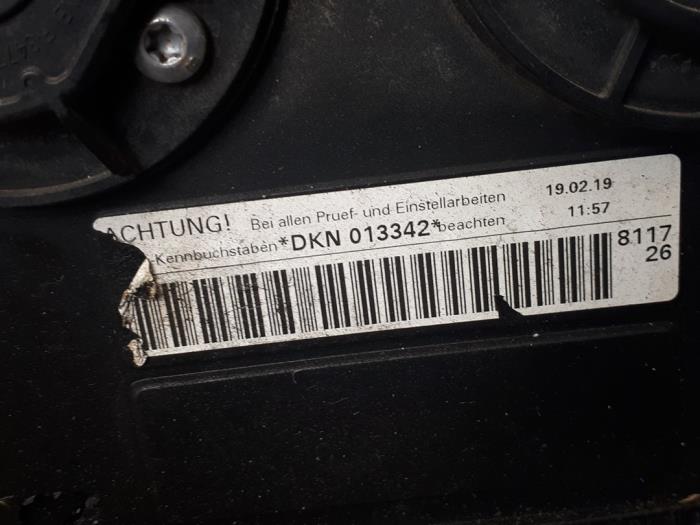 ACHTUNG! Bei allen Pruef- und Einstellarbeiten 19.02.19
Kennbuchstaben *DKN 013342* beachten 11:57
8117
26